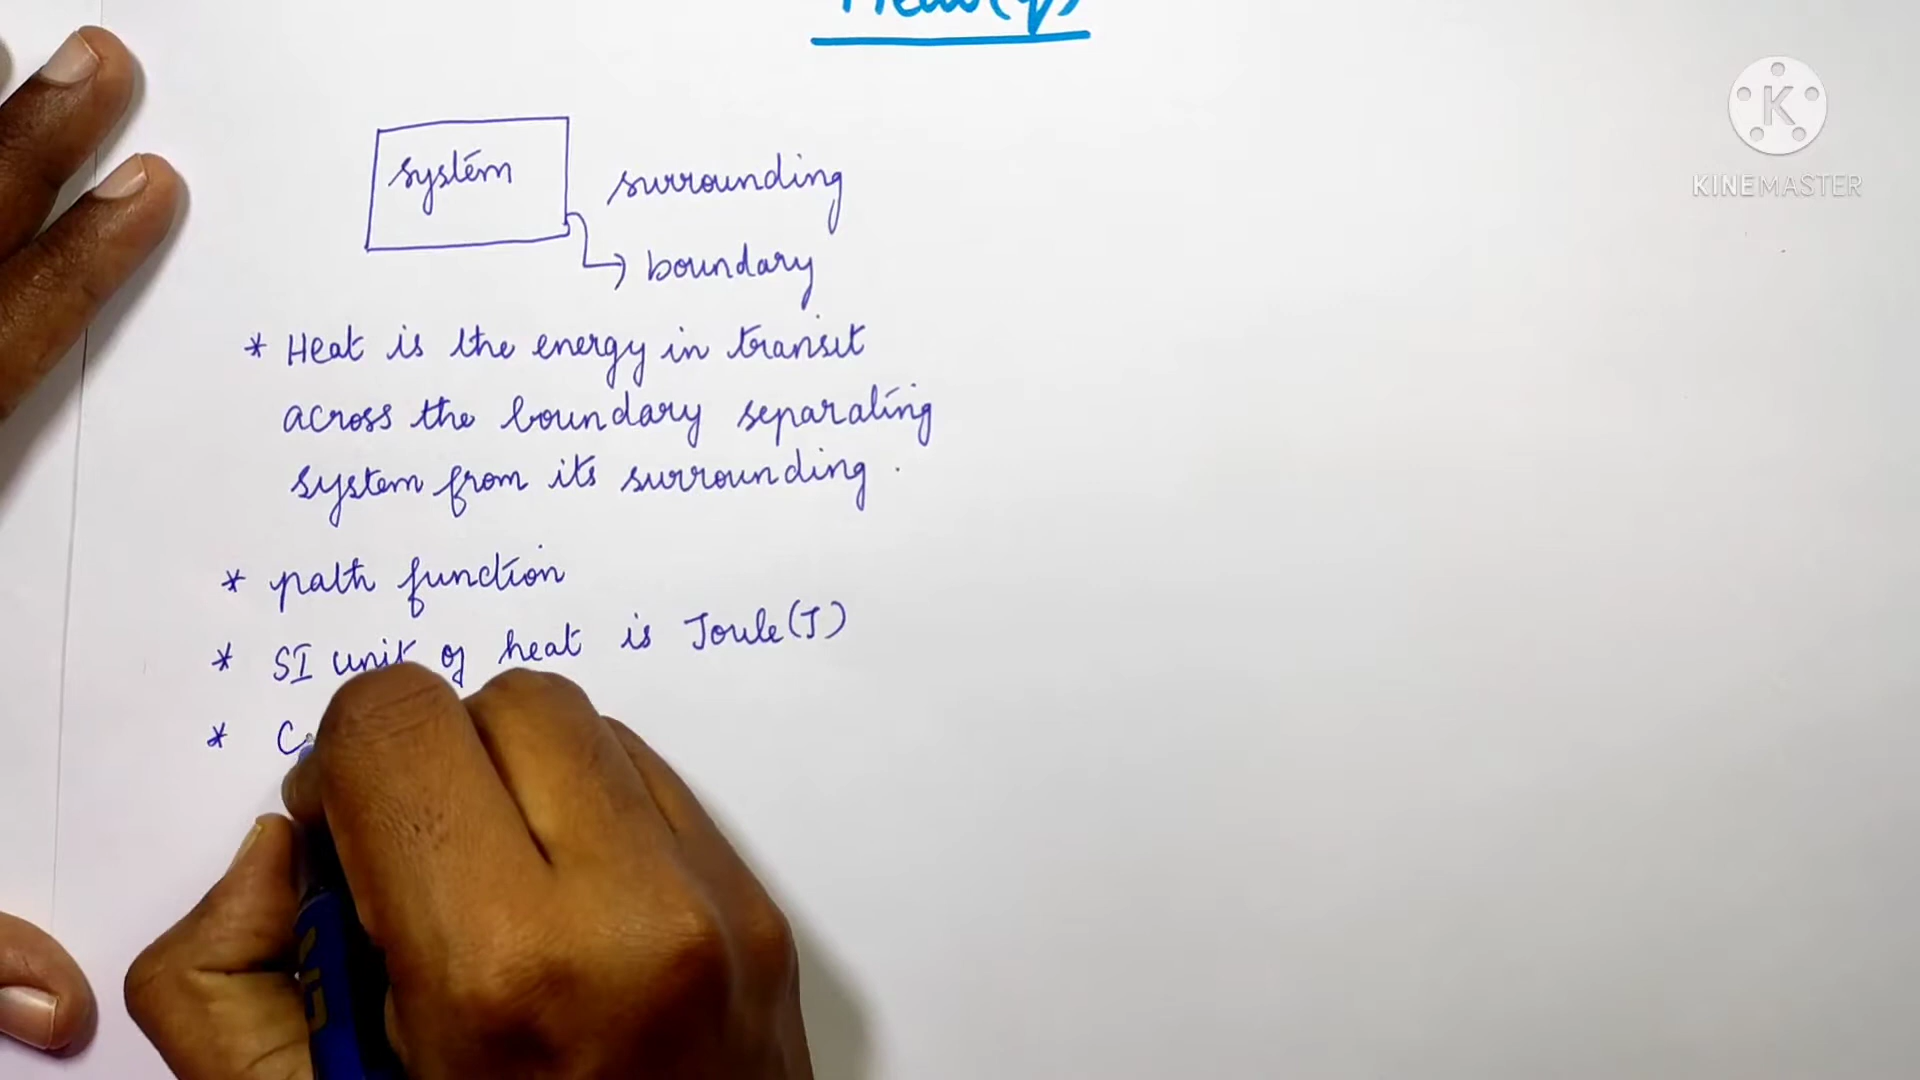 Heat(q)
system
surrounding
boundary
* Heat is the energy in transit
across the boundary separating
system from its surrounding.
* path function
* SI unit of heat is Joule(J)
*
K
KINEMASTER